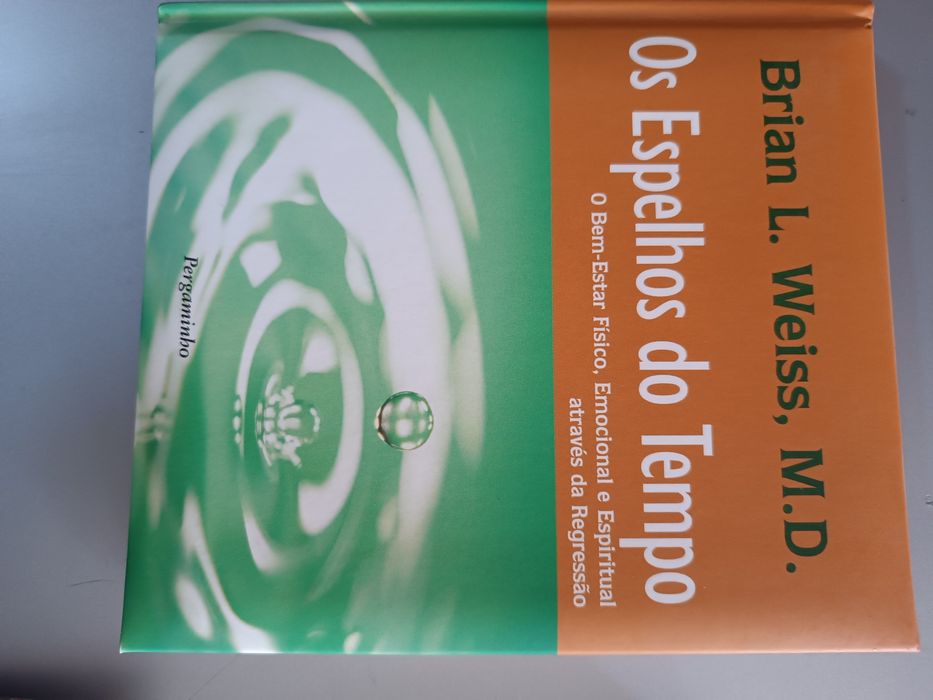 Brian L. Weiss, M.D.
Os Espelhos do Tempo
O Bem-Estar Físico, Emocional e Espiritual
através da Regressão
Pergaminho